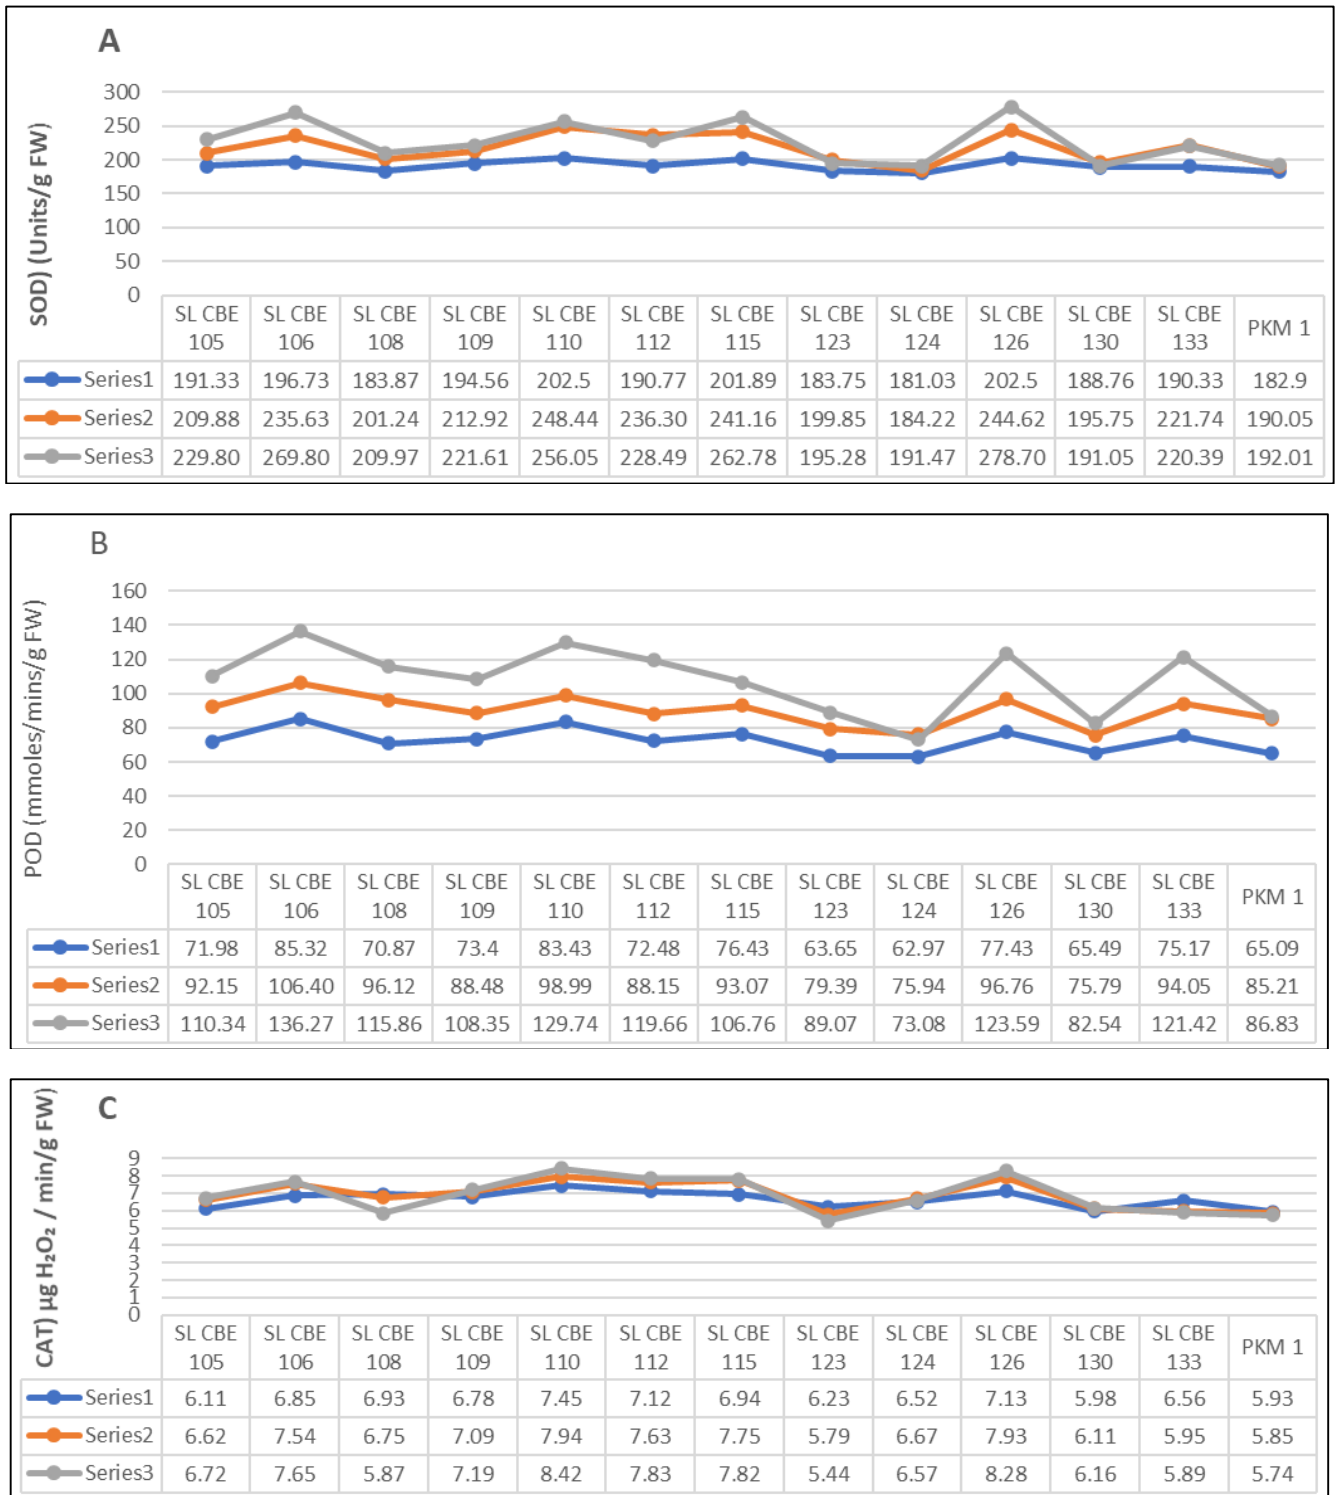 A
SOD) (Units/g FW)
300
250
200
150
100
50
0
SL CBE 105 SL CBE 106 SL CBE 108 SL CBE 109 SL CBE 110 SL CBE 112 SL CBE 115 SL CBE 123 SL CBE 124 SL CBE 126 SL CBE 130 SL CBE 133 PKM 1
Series1 191.33 196.73 183.87 194.56 202.5 190.77 201.89 183.75 181.03 202.5 188.76 190.33 182.9
Series2 209.88 235.63 201.24 212.92 248.44 236.30 241.16 199.85 184.22 244.62 195.75 221.74 190.05
Series3 229.80 269.80 209.97 221.61 256.05 228.49 262.78 195.28 191.47 278.70 191.05 220.39 192.01
B
POD (mmoles/mins/g FW)
160
140
120
100
80
60
40
20
0
SL CBE 105 SL CBE 106 SL CBE 108 SL CBE 109 SL CBE 110 SL CBE 112 SL CBE 115 SL CBE 123 SL CBE 124 SL CBE 126 SL CBE 130 SL CBE 133 PKM 1
Series1 71.98 85.32 70.87 73.4 83.43 72.48 76.43 63.65 62.97 77.43 65.49 75.17 65.09
Series2 92.15 106.40 96.12 88.48 98.99 88.15 93.07 79.39 75.94 96.76 75.79 94.05 85.21
Series3 110.34 136.27 115.86 108.35 129.74 119.66 106.76 89.07 73.08 123.59 82.54 121.42 86.83
C
CAT) µg H₂O₂ / min/g FW)
9
8
7
6
5
4
3
2
1
0
SL CBE 105 SL CBE 106 SL CBE 108 SL CBE 109 SL CBE 110 SL CBE 112 SL CBE 115 SL CBE 123 SL CBE 124 SL CBE 126 SL CBE 130 SL CBE 133 PKM 1
Series1 6.11 6.85 6.93 6.78 7.45 7.12 6.94 6.23 6.52 7.13 5.98 6.56 5.93
Series2 6.62 7.54 6.75 7.09 7.94 7.63 7.75 5.79 6.67 7.93 6.11 5.95 5.85
Series3 6.72 7.65 5.87 7.19 8.42 7.83 7.82 5.44 6.57 8.28 6.16 5.89 5.74